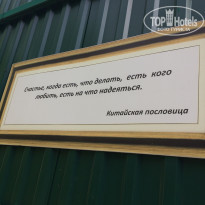 TOP Hotels
Счастье, когда есть, что делать, есть кого
любить, есть на что надеяться.
Китайская пословица